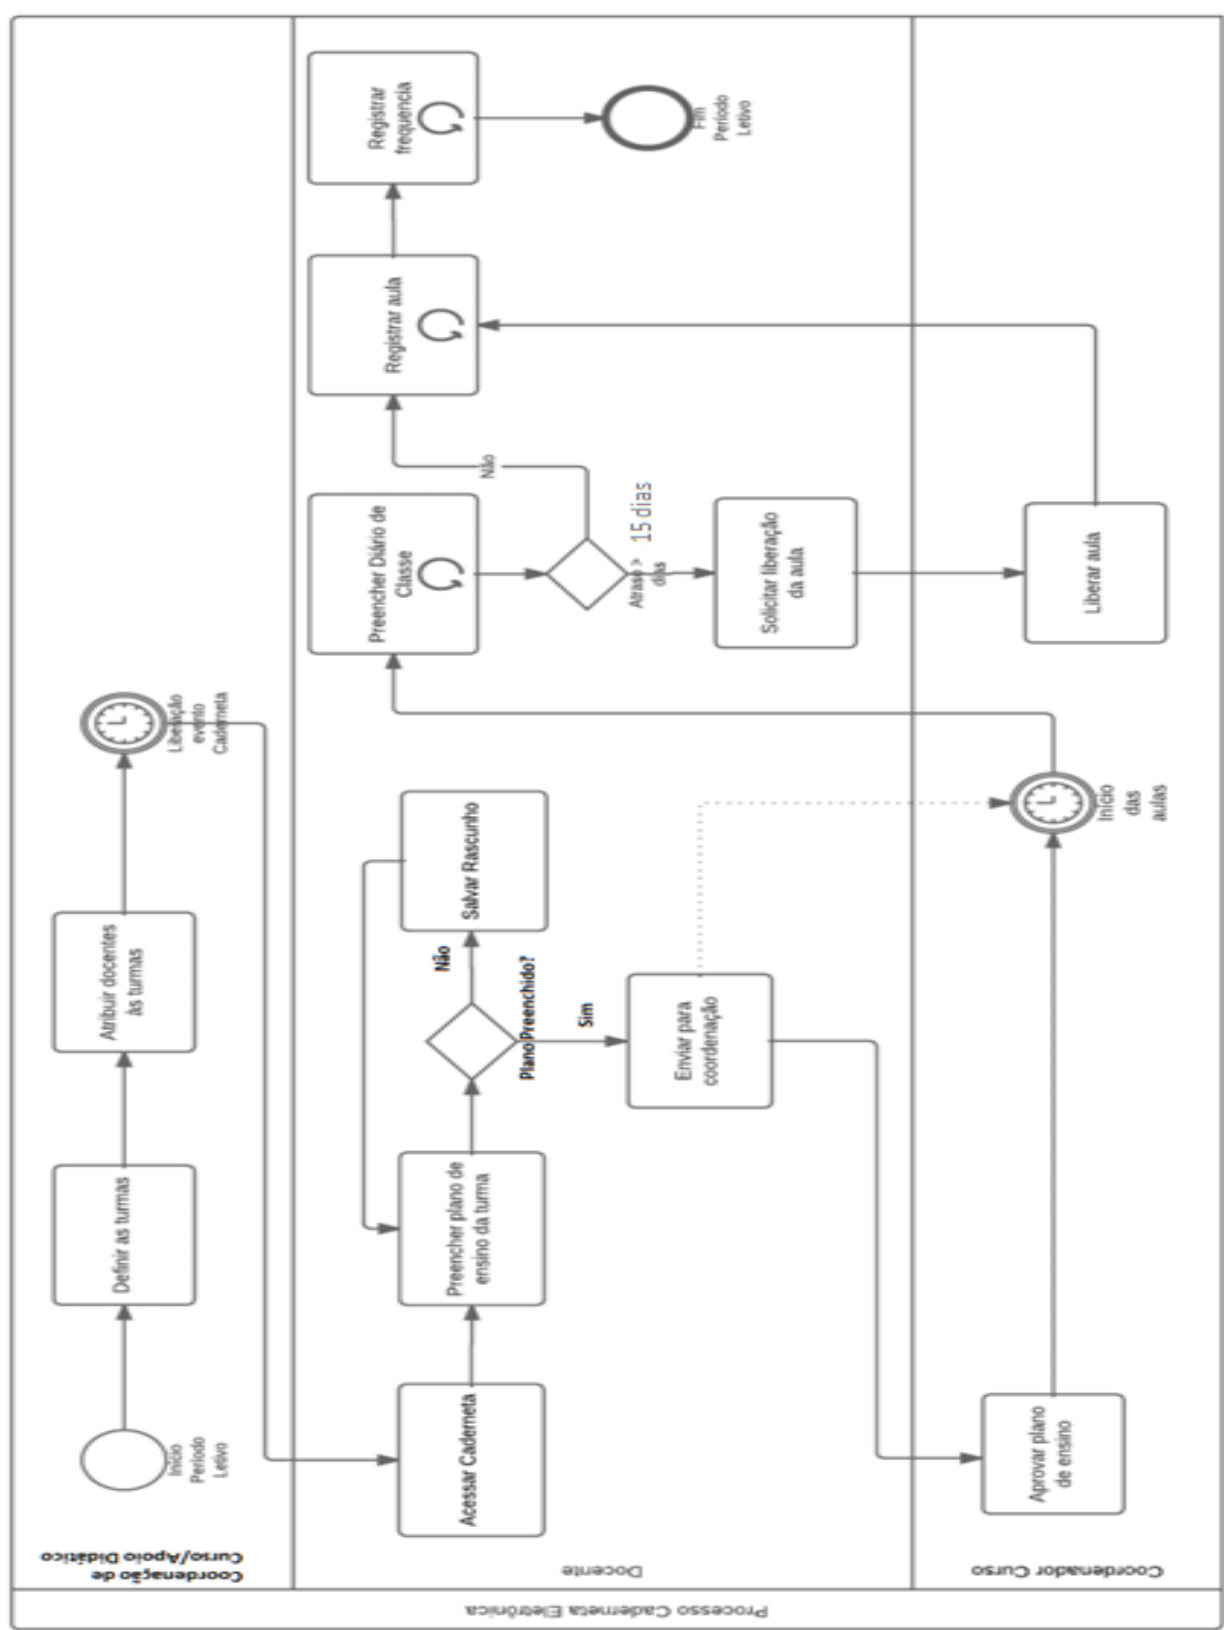 Processo Caderneta Eletrônica
Coordenação de
Curso/Apoio Didático
Início
Período
Letivo
Definir as turmas
Atribuir docentes
às turmas
Liberação
evento
Caderneta
Docente
Acessar Caderneta
Preencher plano de
ensino da turma
Plano Preenchido?
Não
Salvar Rascunho
Sim
Enviar para
coordenação
Preencher Diário de
Classe
Atraso >
dias
15 dias
Não
Solicitar liberação
da aula
Registrar aula
Registrar
frequencia
Fim
Período
Letivo
Coordenador Curso
Aprovar plano
de ensino
Início
das
aulas
Liberar aula